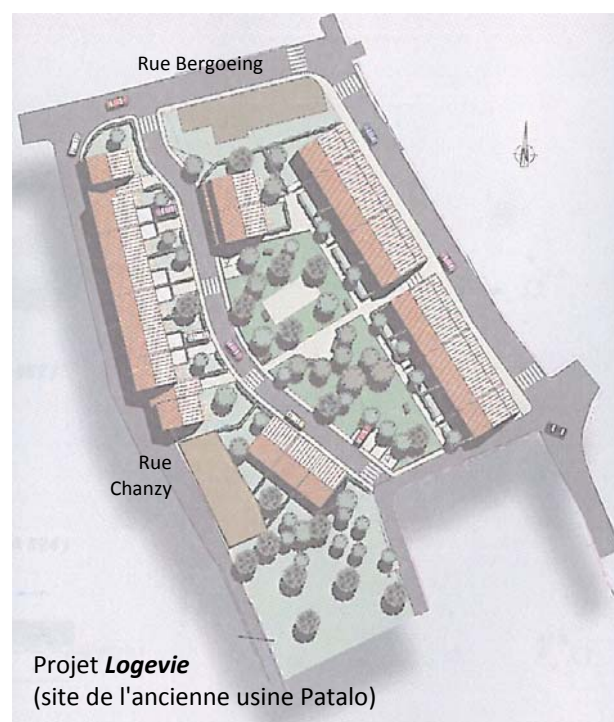 Rue Bergoeing
Rue
Chanzy
Projet Logevie
(site de l'ancienne usine Patalo)